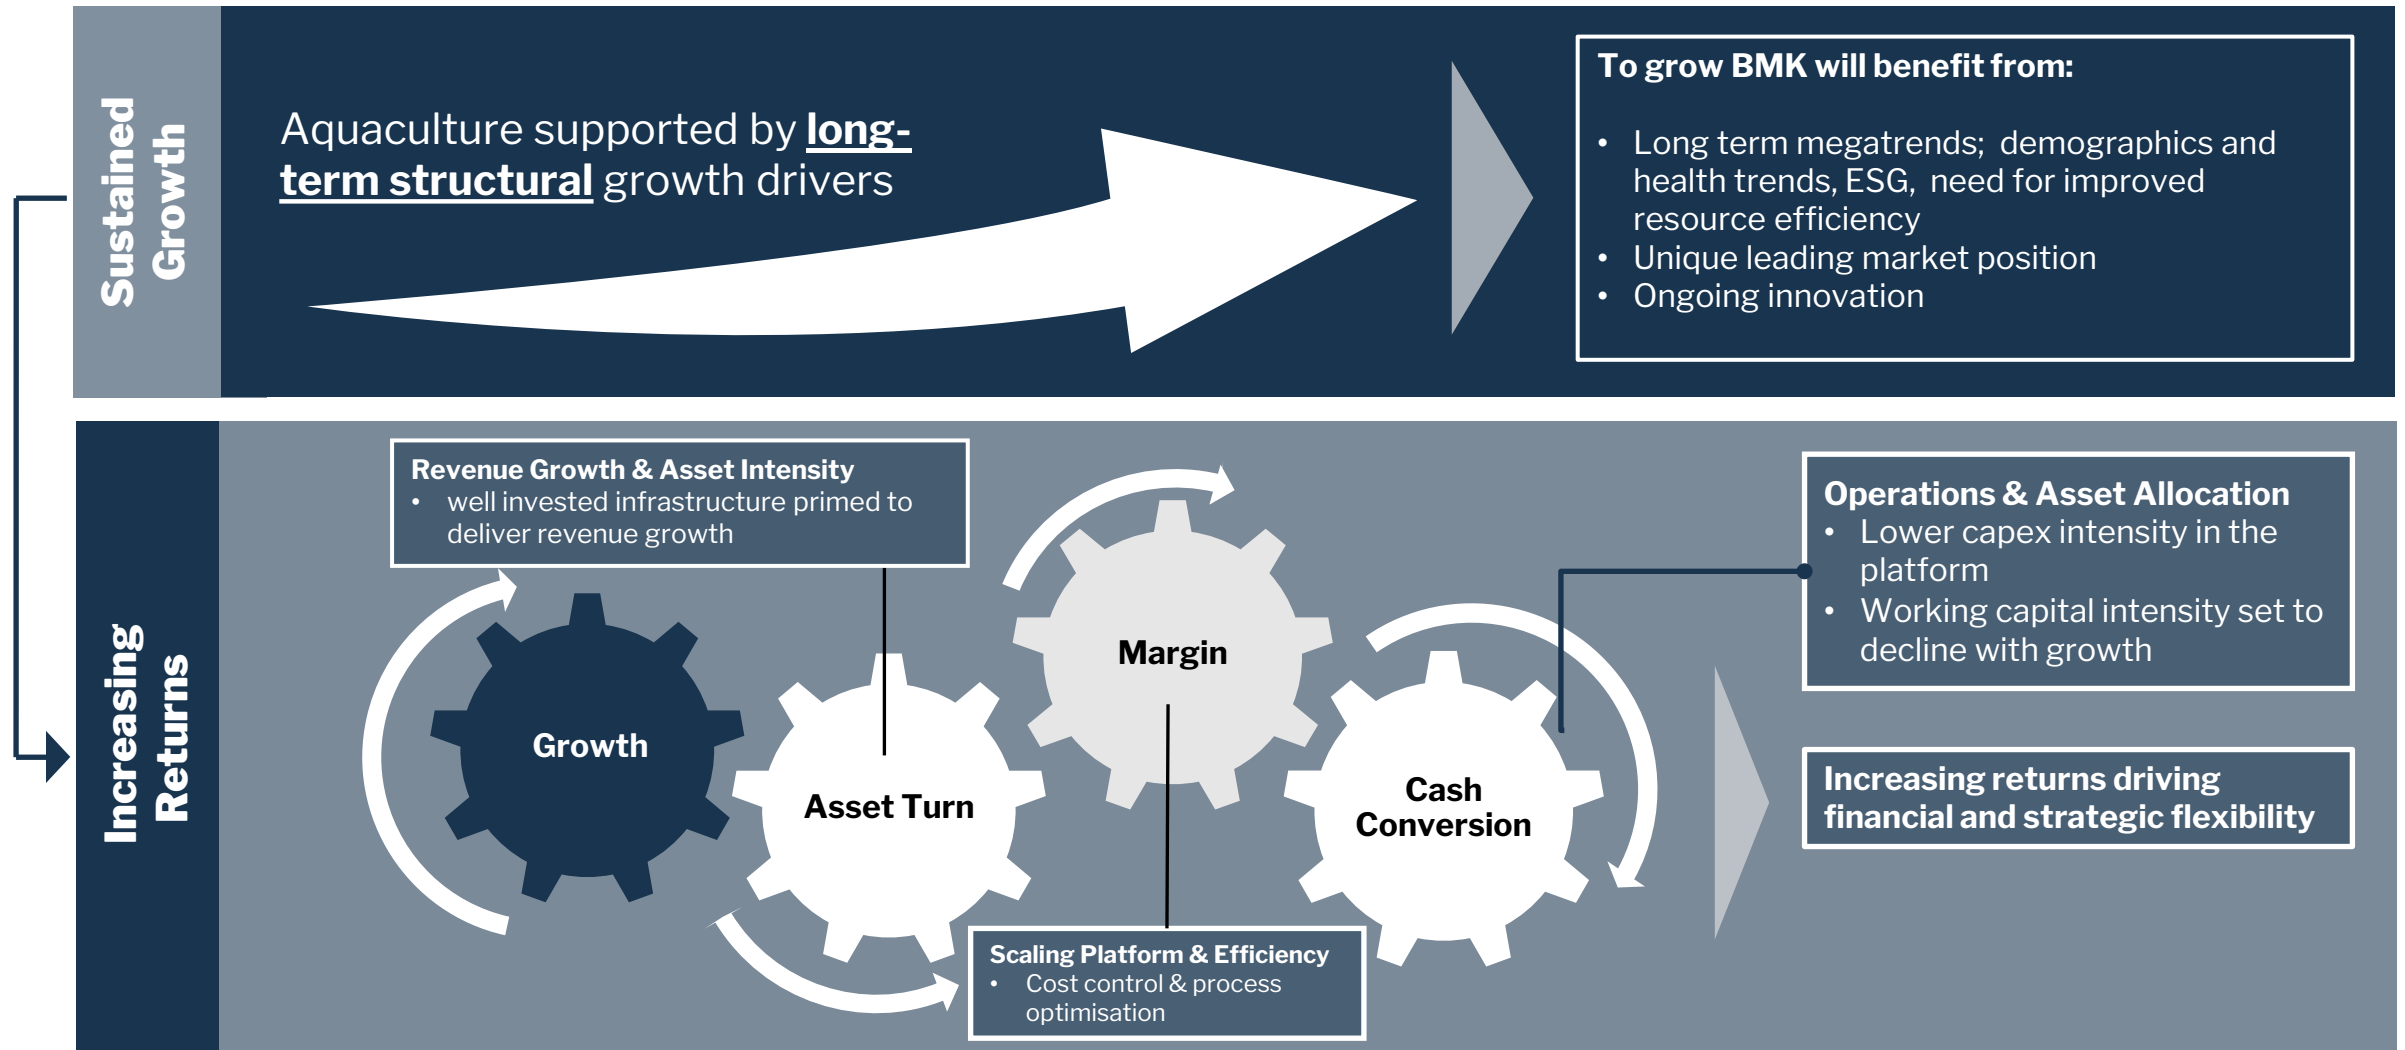 Sustained
Growth
Aquaculture supported by long-
term structural growth drivers
To grow BMK will benefit from:
• Long term megatrends;  demographics and
health trends, ESG,  need for improved
resource efficiency
• Unique leading market position
• Ongoing innovation
Increasing
Returns
Revenue Growth & Asset Intensity
• well invested infrastructure primed to
deliver revenue growth
Growth
Asset Turn
Margin
Cash
Conversion
Scaling Platform & Efficiency
• Cost control & process
optimisation
Operations & Asset Allocation
• Lower capex intensity in the
platform
• Working capital intensity set to
decline with growth
Increasing returns driving
financial and strategic flexibility